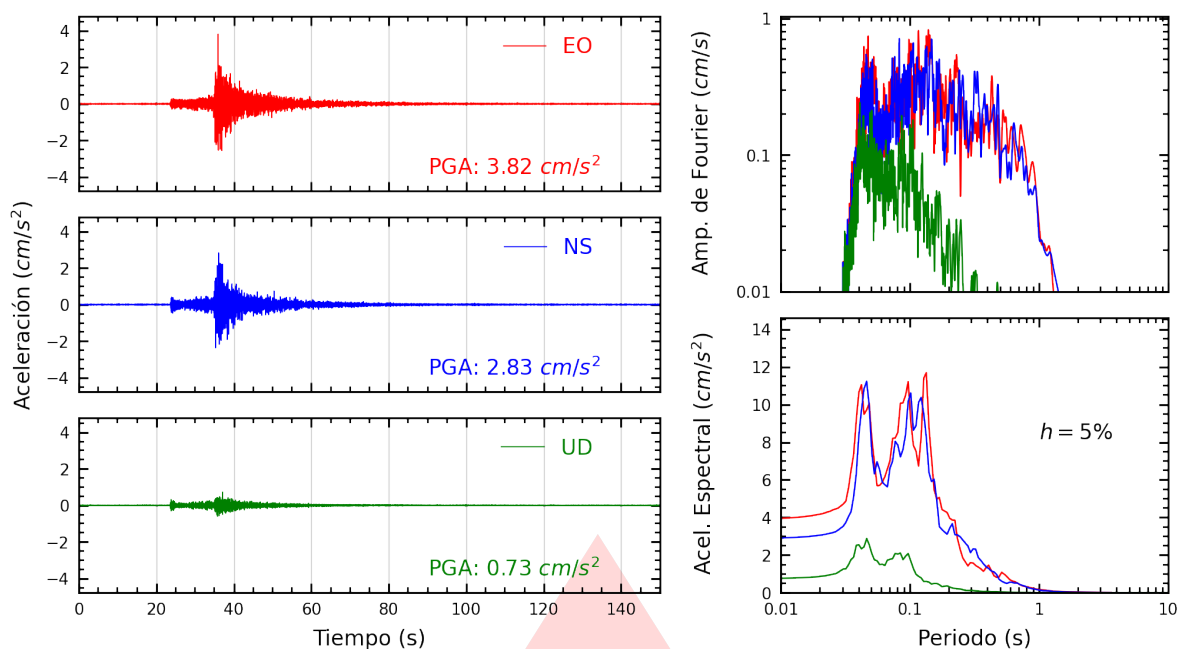 Aceleración (cm/s²)
4
2
0
−2
−4
EO
PGA: 3.82 cm/s²
4
2
0
−2
−4
NS
PGA: 2.83 cm/s²
4
2
0
−2
−4
UD
PGA: 0.73 cm/s²
0 20 40 60 80 100 120 140
Tiempo (s)
Amp. de Fourier (cm/s)
1
0.1
0.01
Acel. Espectral (cm/s²)
14
12
10
8
6
4
2
0
h = 5%
0.01 0.1 1 10
Periodo (s)